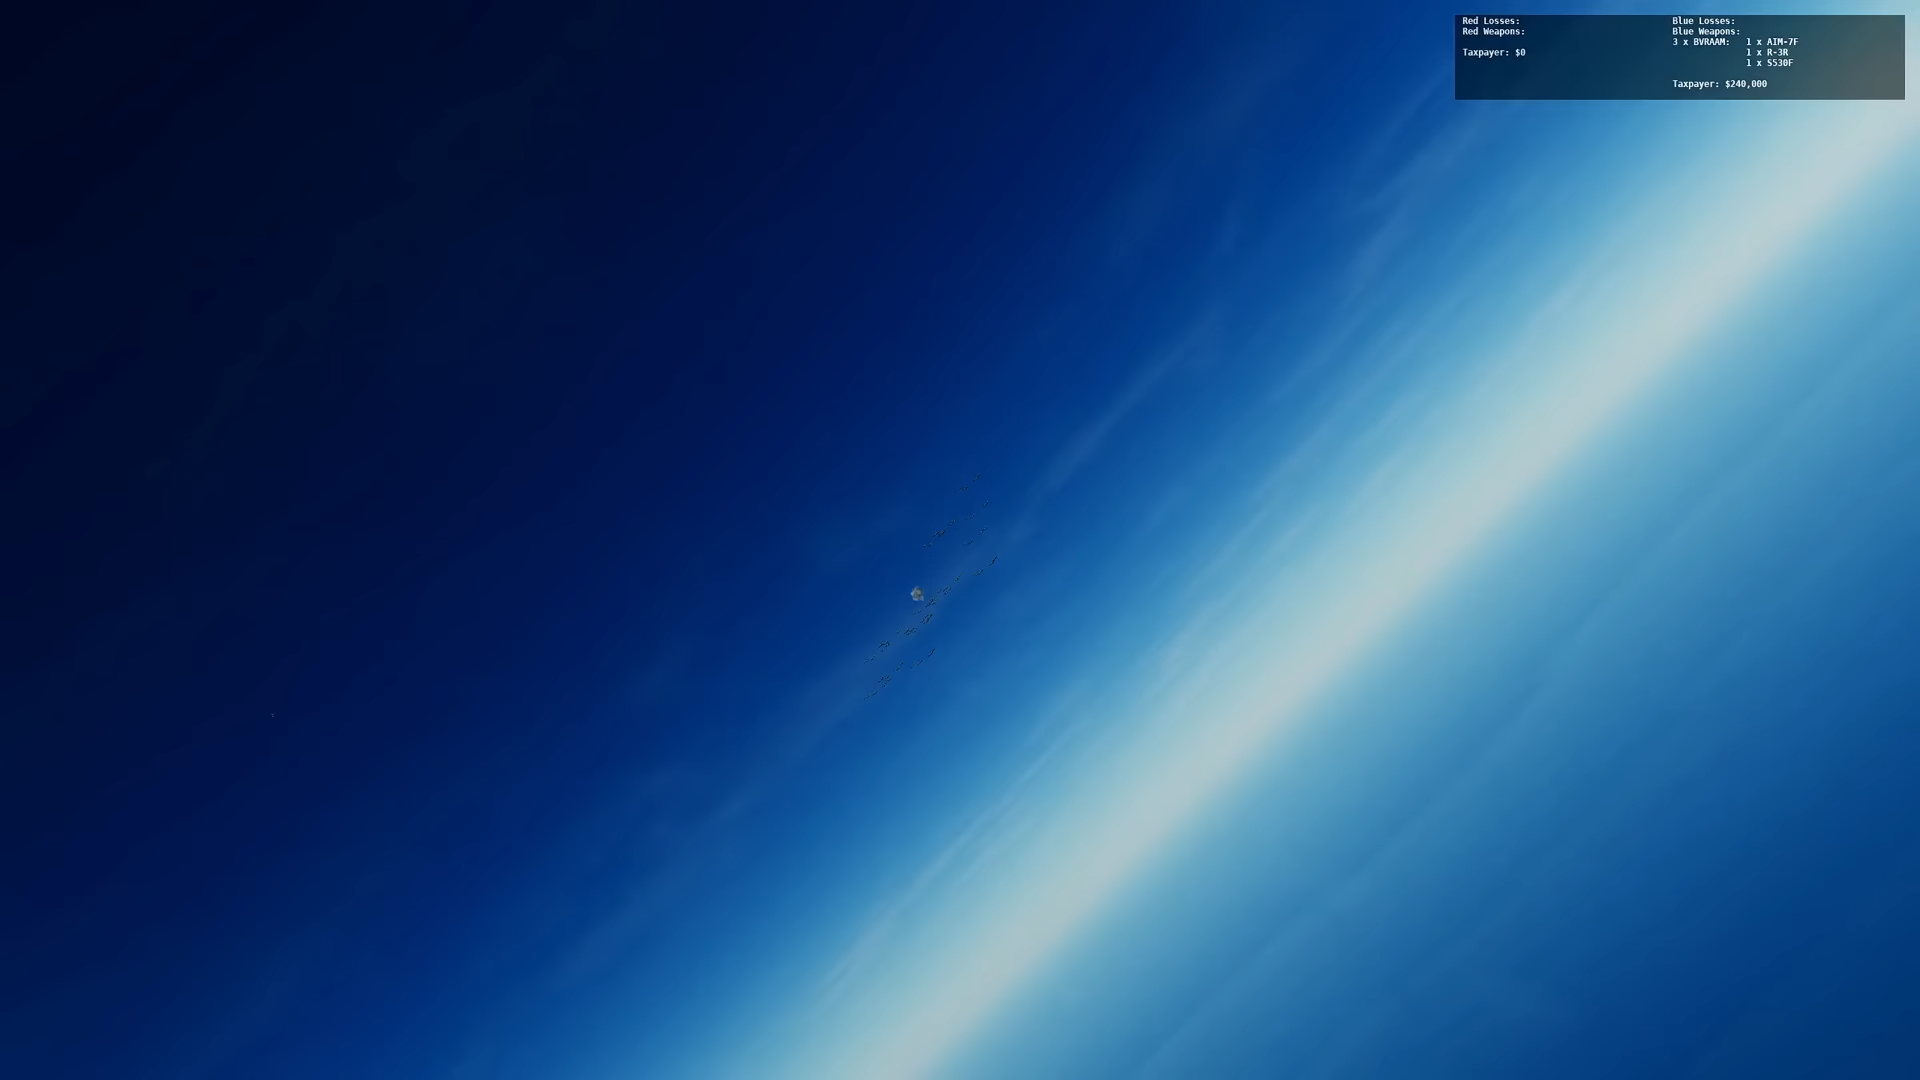 Red Losses:
Red Weapons:
Taxpayer: $0
Blue Losses:
Blue Weapons:
3 x BVRAAM: 1 x AIM-7F
1 x R-3R
1 x S530F
Taxpayer: $240,000